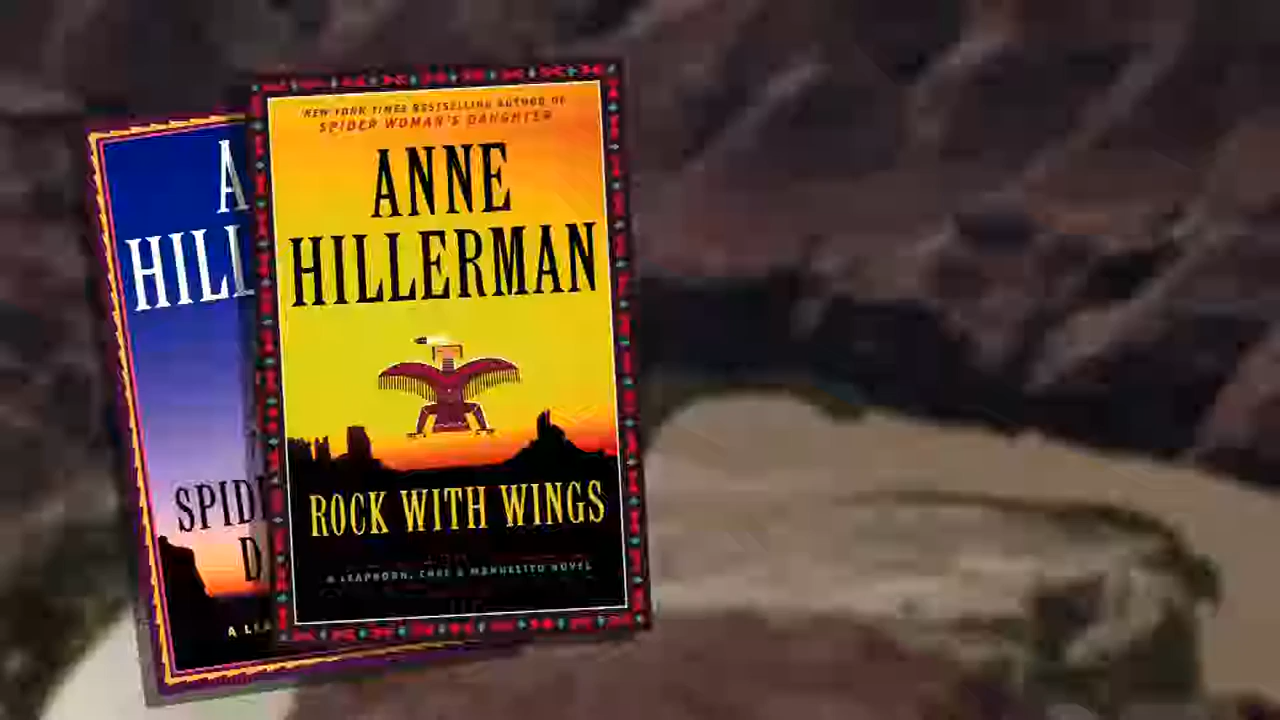 NEW YORK TIMES BESTSELLING AUTHOR OF
SPIDER WOMAN'S DAUGHTER
ANNE
HILLERMAN
ROCK WITH WINGS
A LEAPHORN, CHEE & MANUELITO NOVEL
A
HILL
SPID
D
A LEA